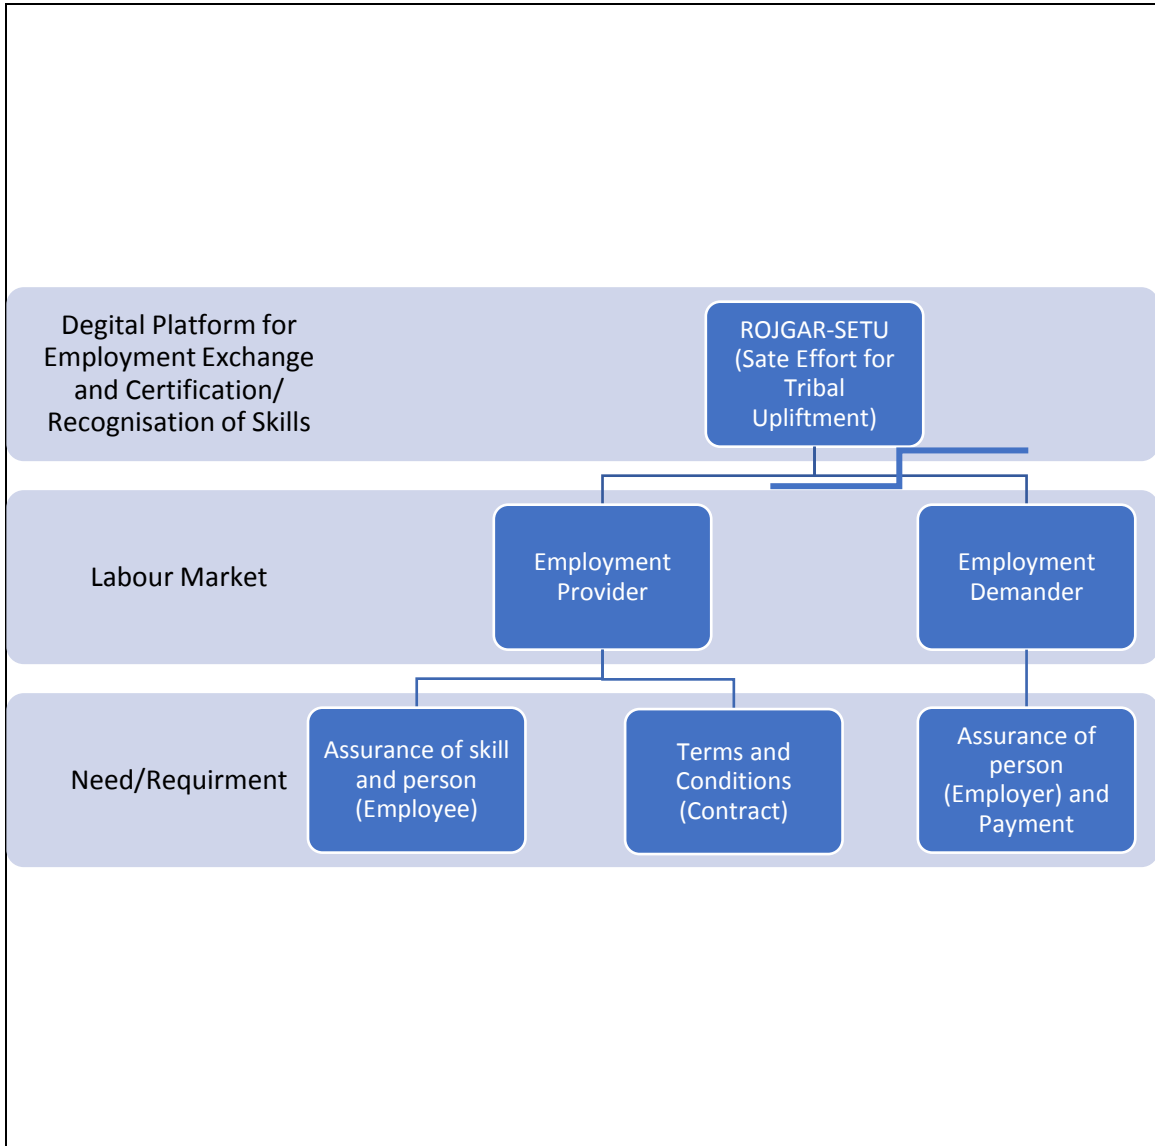 Degital Platform for
Employment Exchange
and Certification/
Recognisation of Skills
ROJGAR-SETU
(Sate Effort for
Tribal
Upliftment)
Labour Market
Employment
Provider
Employment
Demander
Need/Requirment
Assurance of skill
and person
(Employee)
Terms and
Conditions
(Contract)
Assurance of
person
(Employer) and
Payment